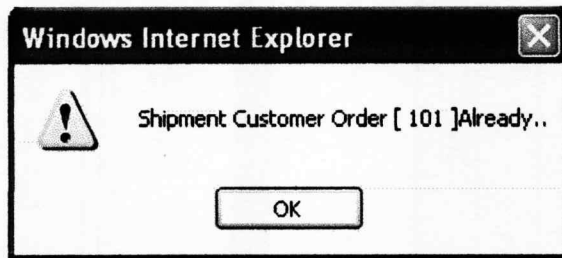 Windows Internet Explorer
Shipment Customer Order [ 101 ]Already..
OK